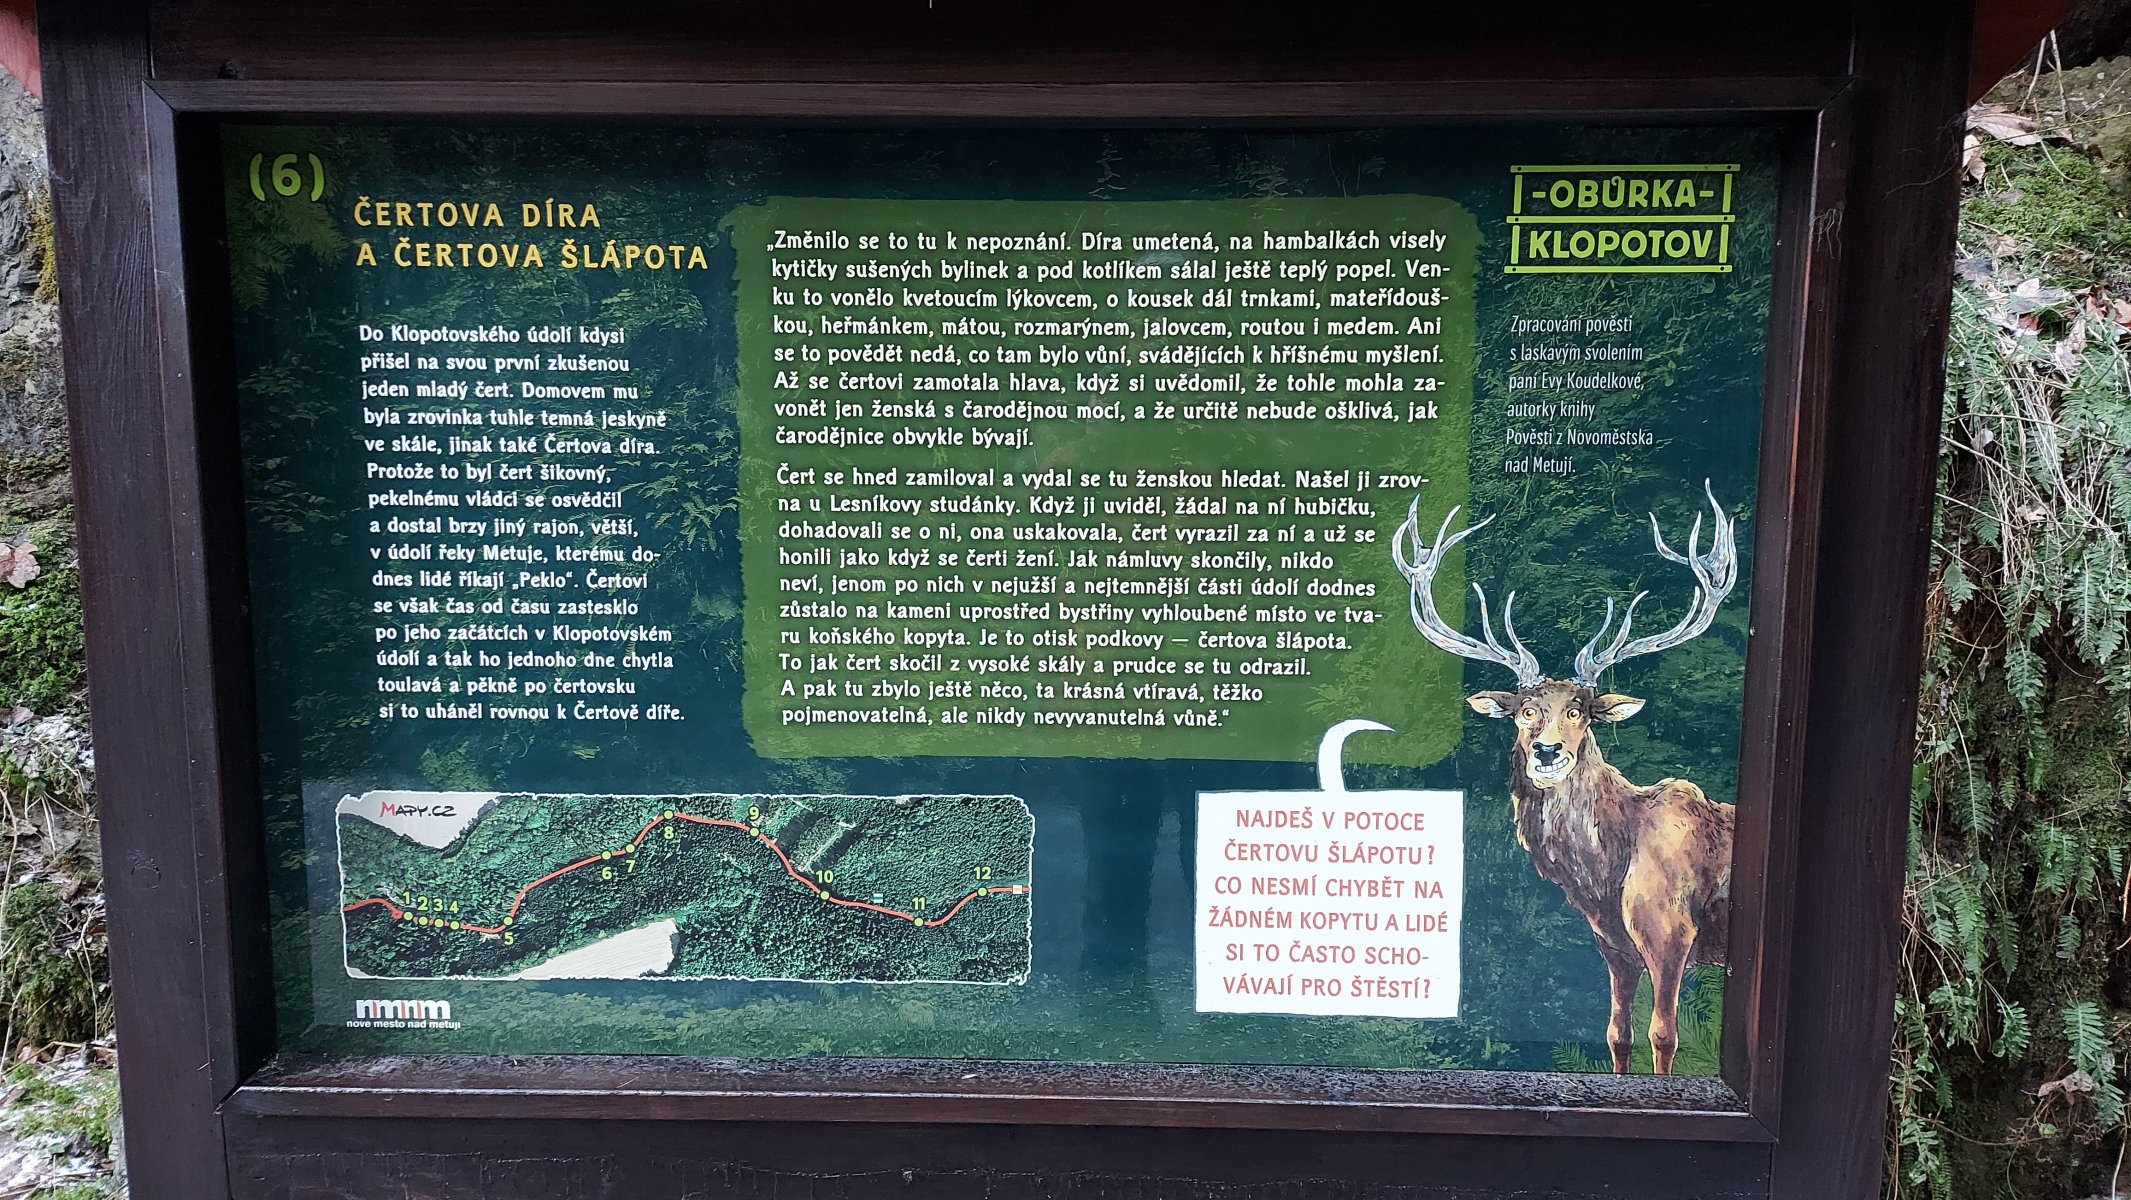 (6)
ČERTOVA DÍRA
A ČERTOVA ŠLÁPOTA
Do Klopotovského údolí kdysi
přišel na svou první zkušenou
jeden mladý čert. Domovem mu
byla zrovinka tuhle temná jeskyně
ve skále, jinak také Čertova díra.
Protože to byl čert šikovný,
pekelnému vládci se osvědčil
a dostal brzy jiný rajon, větší,
v údolí řeky Metuje, kterému do-
dnes lidé říkají „Peklo“. Čertovi
se však čas od času zastesklo
po jeho začátcích v Klopotovském
údolí a tak ho jednoho dne chytla
toulavá a pěkně po čertovsku
si to uháněl rovnou k Čertově díře.
„Změnilo se to tu k nepoznání. Díra umetená, na hambalkách visely
kytičky sušených bylinek a pod kotlíkem sálal ještě teplý popel. Ven-
ku to vonělo kvetoucím lýkovcem, o kousek dál trnkami, mateřídouš-
kou, heřmánkem, mátou, rozmarýnem, jalovcem, routou i medem. Ani
se to povědět nedá, co tam bylo vůní, svádějících k hříšnému myšlení.
Až se čertovi zamotala hlava, když si uvědomil, že tohle mohla za-
vonět jen ženská s čarodějnou mocí, a že určitě nebude ošklivá, jak
čarodějnice obvykle bývají.
Čert se hned zamiloval a vydal se tu ženskou hledat. Našel ji zrov-
na u Lesníkovy studánky. Když ji uviděl, žádal na ní hubičku,
dohadovali se o ni, ona uskakovala, čert vyrazil za ní a už se
honili jako když se čerti žení. Jak námluvy skončily, nikdo
neví, jenom po nich v nejužší a nejtemnější části údolí dodnes
zůstalo na kameni uprostřed bystřiny vyhloubené místo ve tva-
ru koňského kopyta. Je to otisk podkovy — čertova šlápota.
To jak čert skočil z vysoké skály a prudce se tu odrazil.
A pak tu zbylo ještě něco, ta krásná vtíravá, těžko
pojmenovatelná, ale nikdy nevyvanutelná vůně.“
-OBŮRKA-
KLOPOTOV
Zpracování pověsti
s laskavým svolením
paní Evy Koudelkové,
autorky knihy
Pověsti z Novoměstska
nad Metují.
NAJDEŠ V POTOCE
ČERTOVU ŠLÁPOTU?
CO NESMÍ CHYBĚT NA
ŽÁDNÉM KOPYTU A LIDÉ
SI TO ČASTO SCHO-
VÁVAJÍ PRO ŠTĚSTÍ?
MAPY.CZ
1 2 3 4 5 6 7 8 9 10 11 12
nmnm
nove mesto nad metuji